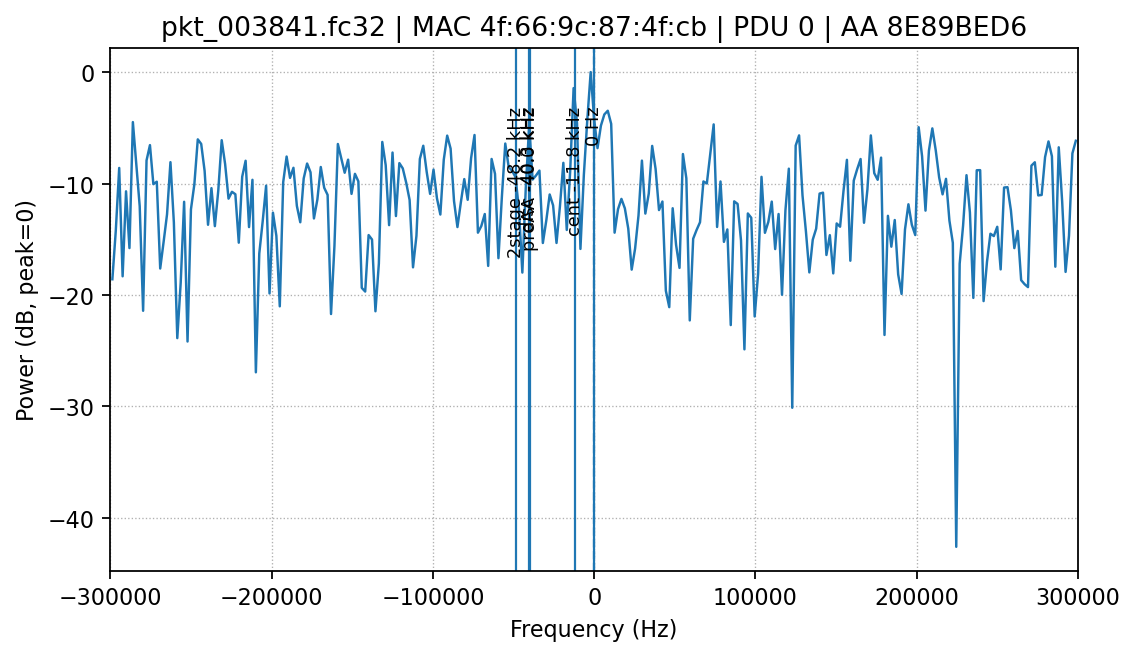 pkt_003841.fc32 | MAC 4f:66:9c:87:4f:cb | PDU 0 | AA 8E89BED6
Power (dB, peak=0)
0
−10
−20
−30
−40
2stage -48.2 kHz
cent -11.8 kHz
0 Hz
−300000
−200000
−100000
0
100000
200000
300000
Frequency (Hz)